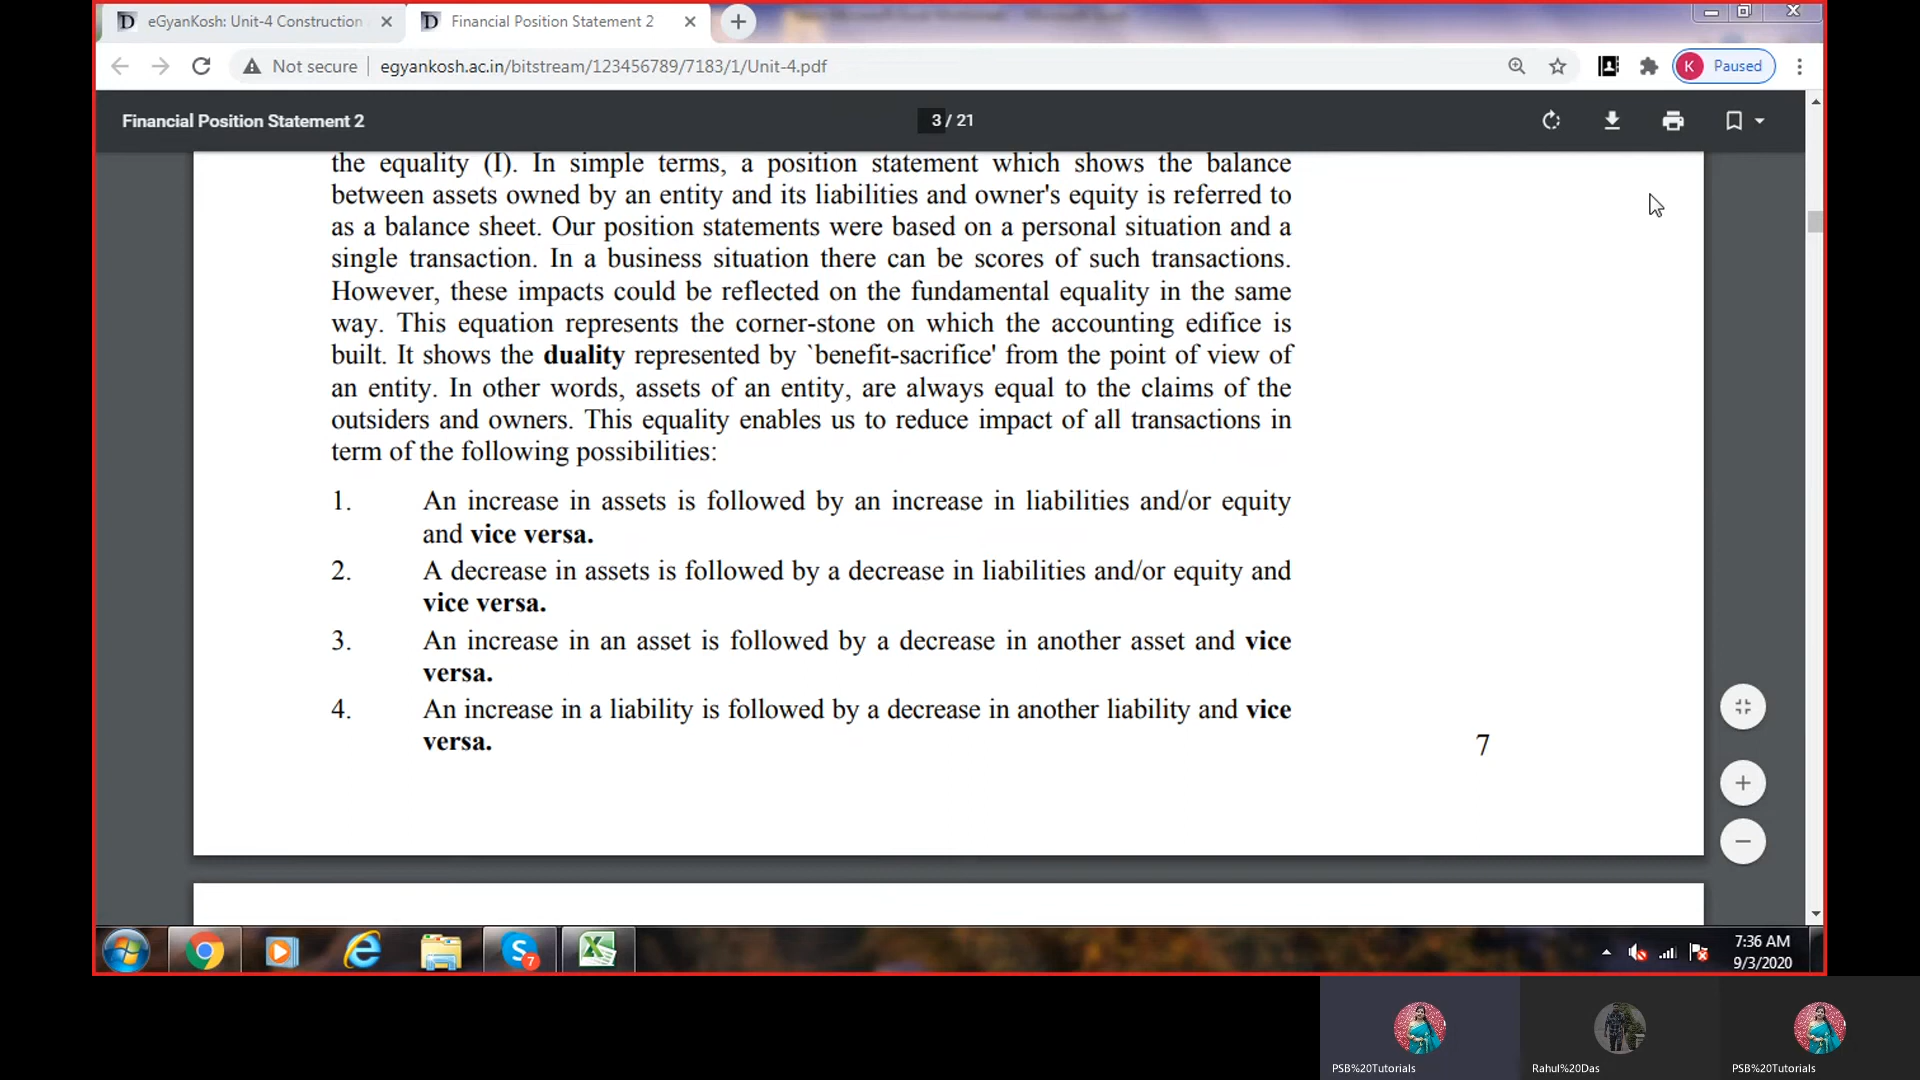 eGyanKosh: Unit-4 Construction
Financial Position Statement 2
Not secure
egyankosh.ac.in/bitstream/123456789/7183/1/Unit-4.pdf
K
Paused
Financial Position Statement 2
3 / 21
the equality (I). In simple terms, a position statement which shows the balance
between assets owned by an entity and its liabilities and owner's equity is referred to
as a balance sheet. Our position statements were based on a personal situation and a
single transaction. In a business situation there can be scores of such transactions.
However, these impacts could be reflected on the fundamental equality in the same
way. This equation represents the corner-stone on which the accounting edifice is
built. It shows the duality represented by `benefit-sacrifice' from the point of view of
an entity. In other words, assets of an entity, are always equal to the claims of the
outsiders and owners. This equality enables us to reduce impact of all transactions in
term of the following possibilities:
1. An increase in assets is followed by an increase in liabilities and/or equity
and vice versa.
2. A decrease in assets is followed by a decrease in liabilities and/or equity and
vice versa.
3. An increase in an asset is followed by a decrease in another asset and vice
versa.
4. An increase in a liability is followed by a decrease in another liability and vice
versa.
7
7
7:36 AM
9/3/2020
PSB%20Tutorials
Rahul%20Das
PSB%20Tutorials